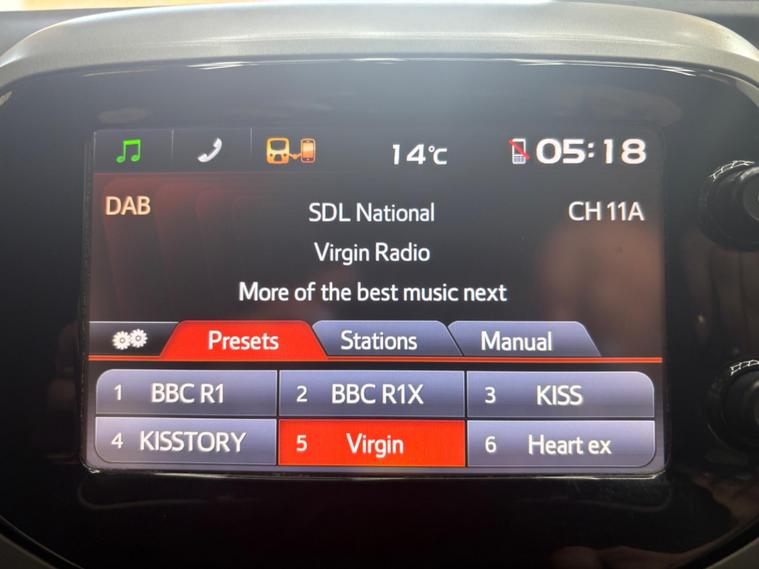 14°C 05:18
DAB SDL National CH 11A
Virgin Radio
More of the best music next
Presets Stations Manual
1 BBC R1 2 BBC R1X 3 KISS
4 KISSTORY 5 Virgin 6 Heart ex